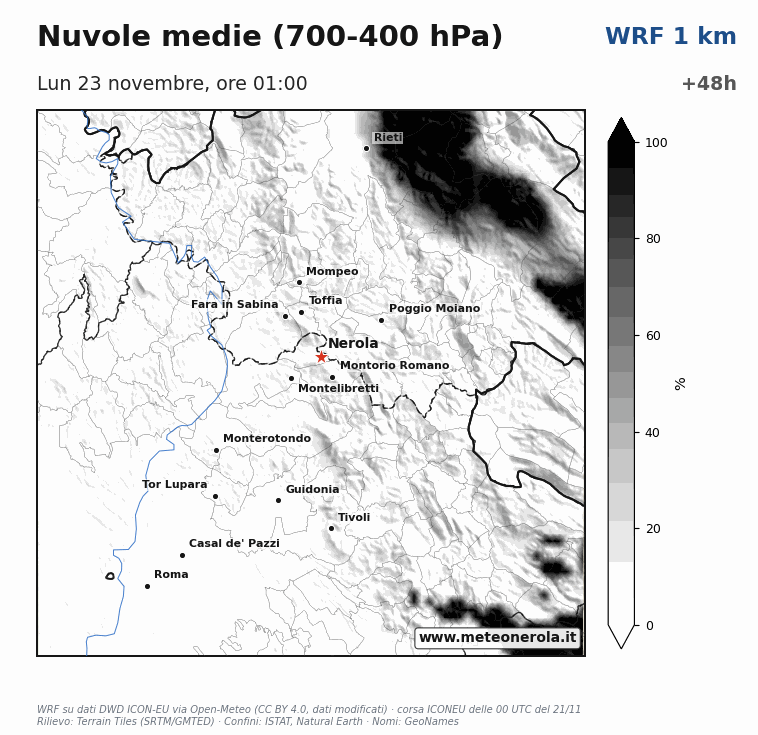 Nuvole medie (700-400 hPa)
WRF 1 km
Lun 23 novembre, ore 01:00
+48h
Rieti
Mompeo
Fara in Sabina
Toffia
Poggio Moiano
Nerola
Montorio Romano
Montelibretti
Monterotondo
Tor Lupara
Guidonia
Tivoli
Casal de' Pazzi
Roma
www.meteonerola.it
100
80
60
40
20
0
%
WRF su dati DWD ICON-EU via Open-Meteo (CC BY 4.0, dati modificati) · corsa ICONEU delle 00 UTC del 21/11
Rilievo: Terrain Tiles (SRTM/GMTED) · Confini: ISTAT, Natural Earth · Nomi: GeoNames